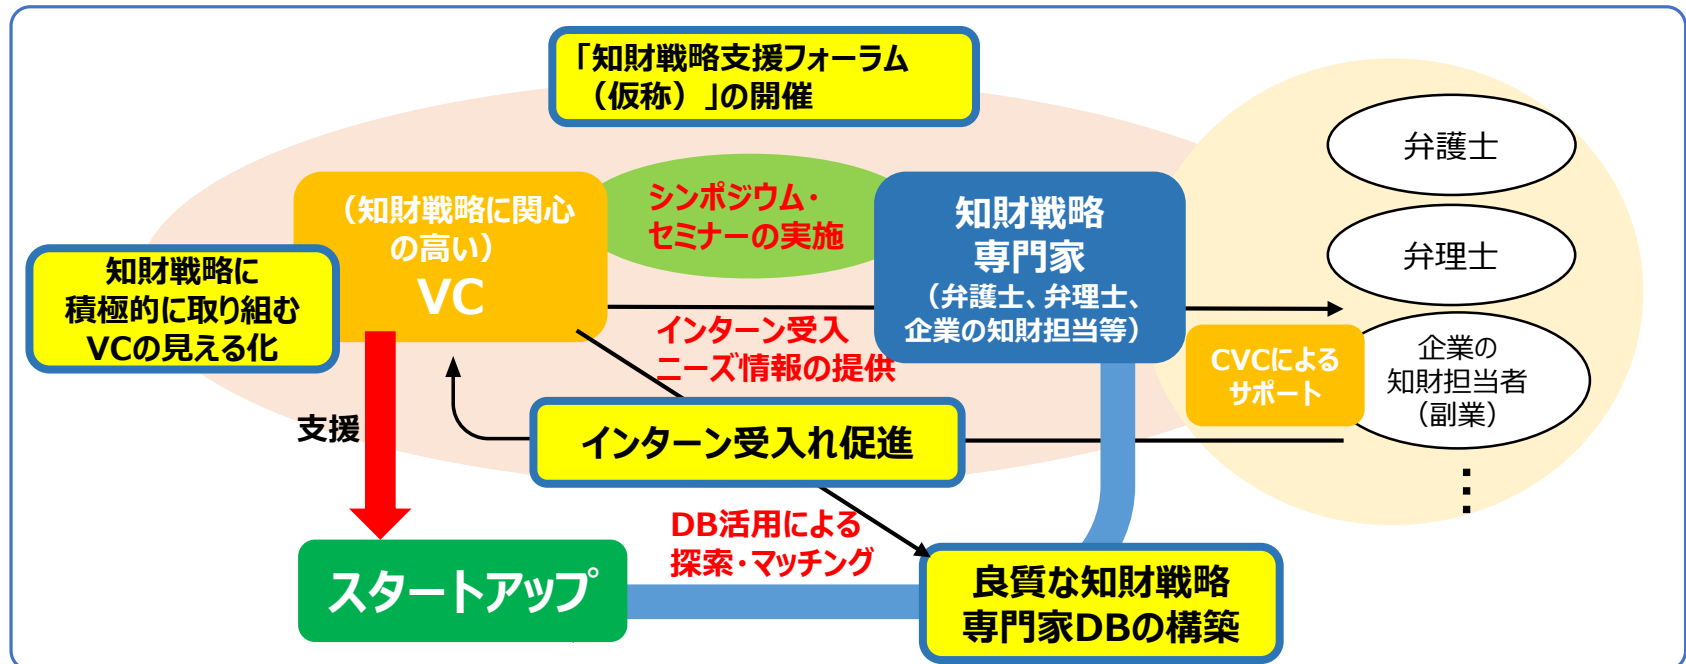 「知財戦略支援フォーラム
（仮称）」の開催
弁護士
シンポジウム・
セミナーの実施
（知財戦略に関心
の高い）
VC
知財戦略
専門家
（弁護士、弁理士、
企業の知財担当等）
弁理士
知財戦略に
積極的に取り組む
VCの見える化
インターン受入
ニーズ情報の提供
CVCによる
サポート
企業の
知財担当者
（副業）
支援
インターン受入れ促進
⋮
DB活用による
探索・マッチング
スタートアップ
良質な知財戦略
専門家DBの構築